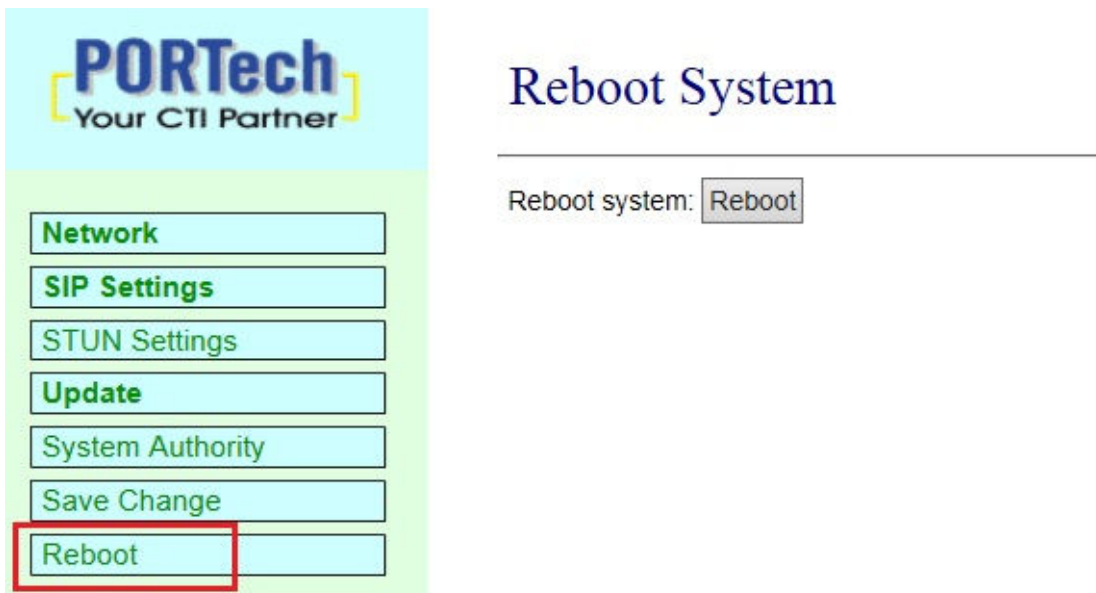 PORTech
Your CTI Partner
Network
SIP Settings
STUN Settings
Update
System Authority
Save Change
Reboot
Reboot System
Reboot system: Reboot